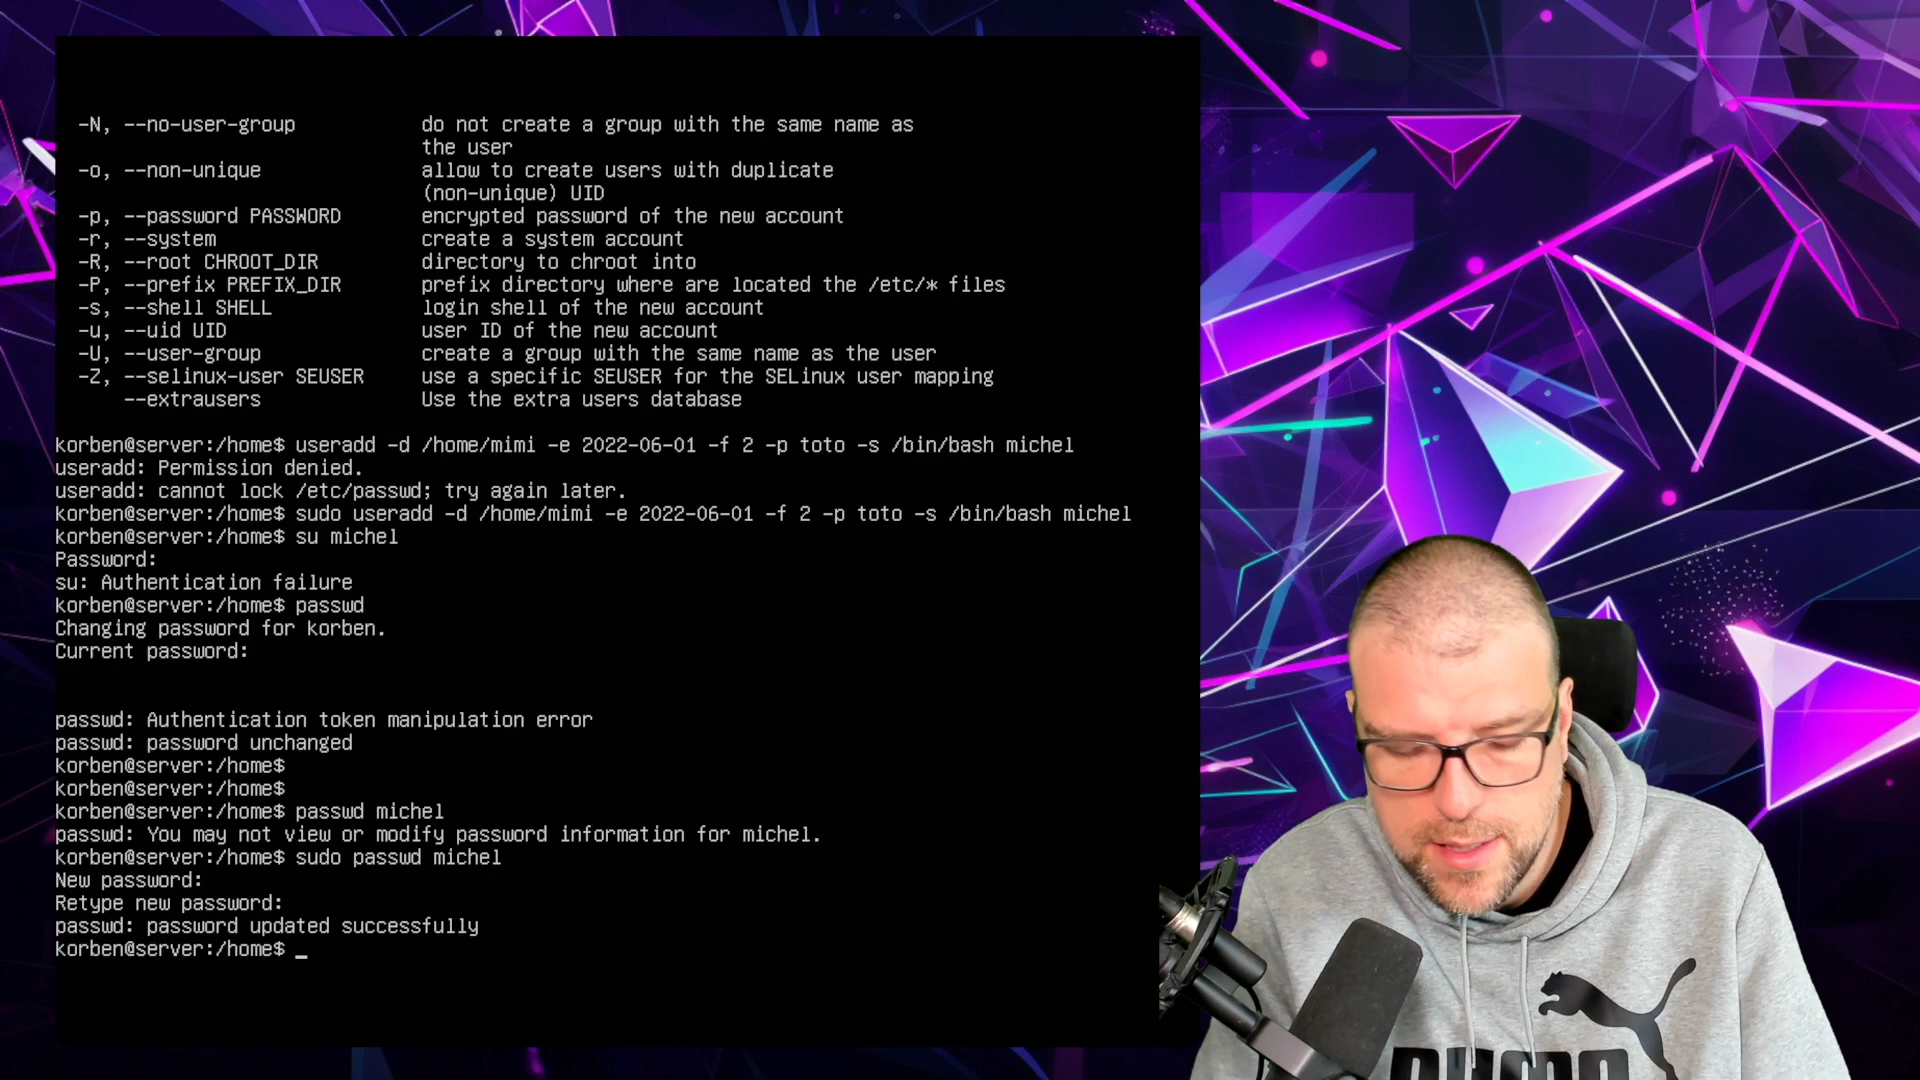 -N, --no-user-group do not create a group with the same name as
the user
-o, --non-unique allow to create users with duplicate
(non-unique) UID
-p, --password PASSWORD encrypted password of the new account
-r, --system create a system account
-R, --root CHROOT_DIR directory to chroot into
-P, --prefix PREFIX_DIR prefix directory where are located the /etc/* files
-s, --shell SHELL login shell of the new account
-u, --uid UID user ID of the new account
-U, --user-group create a group with the same name as the user
-Z, --selinux-user SEUSER use a specific SEUSER for the SELinux user mapping
--extrausers Use the extra users database
korben@server:/home$ useradd -d /home/mimi -e 2022-06-01 -f 2 -p toto -s /bin/bash michel
useradd: Permission denied.
useradd: cannot lock /etc/passwd; try again later.
korben@server:/home$ sudo useradd -d /home/mimi -e 2022-06-01 -f 2 -p toto -s /bin/bash michel
korben@server:/home$ su michel
Password:
su: Authentication failure
korben@server:/home$ passwd
Changing password for korben.
Current password:
passwd: Authentication token manipulation error
passwd: password unchanged
korben@server:/home$
korben@server:/home$
korben@server:/home$ passwd michel
passwd: You may not view or modify password information for michel.
korben@server:/home$ sudo passwd michel
New password:
Retype new password:
passwd: password updated successfully
korben@server:/home$ _
PUMA